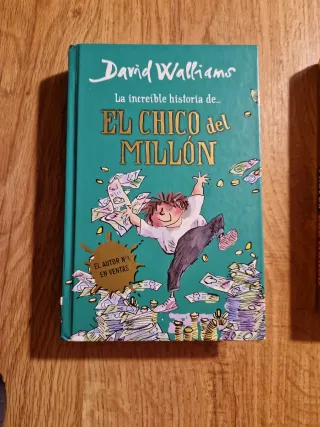 David Walliams
La increíble historia de...
EL CHICO del
MILLÓN
EL AUTOR Nº1
EN VENTAS